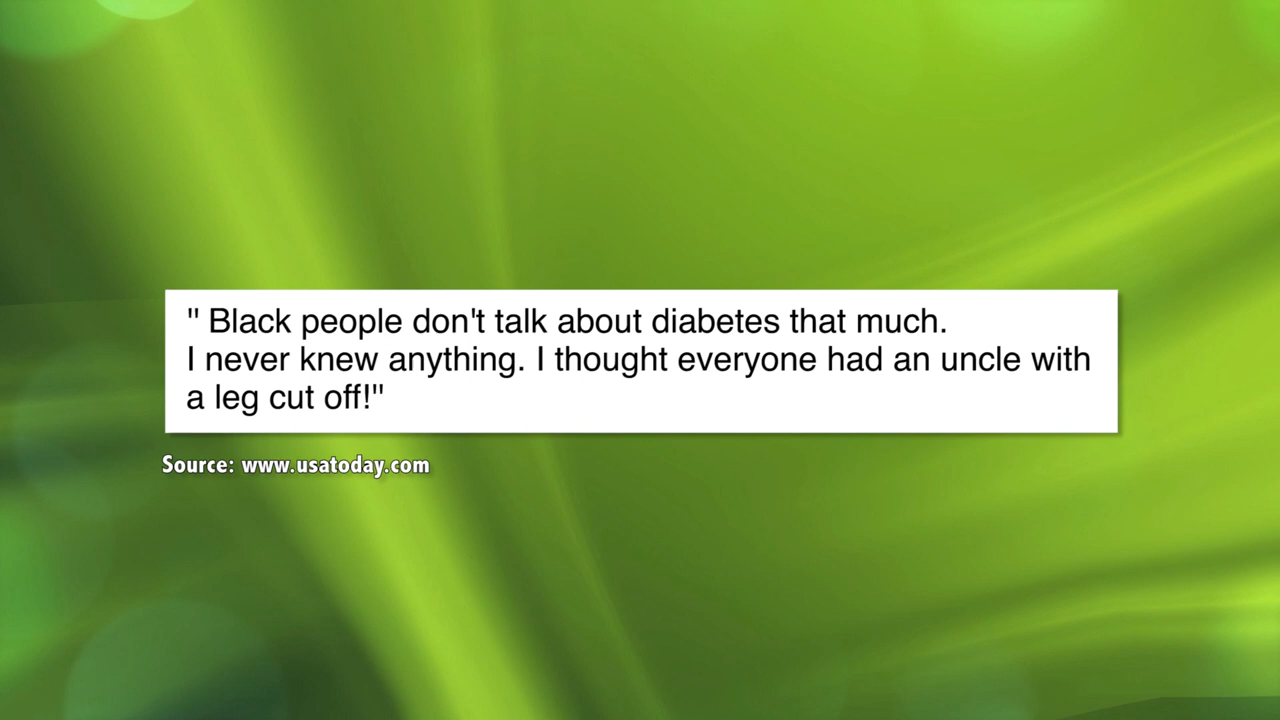 " Black people don't talk about diabetes that much.
I never knew anything. I thought everyone had an uncle with
a leg cut off!"
Source: www.usatoday.com